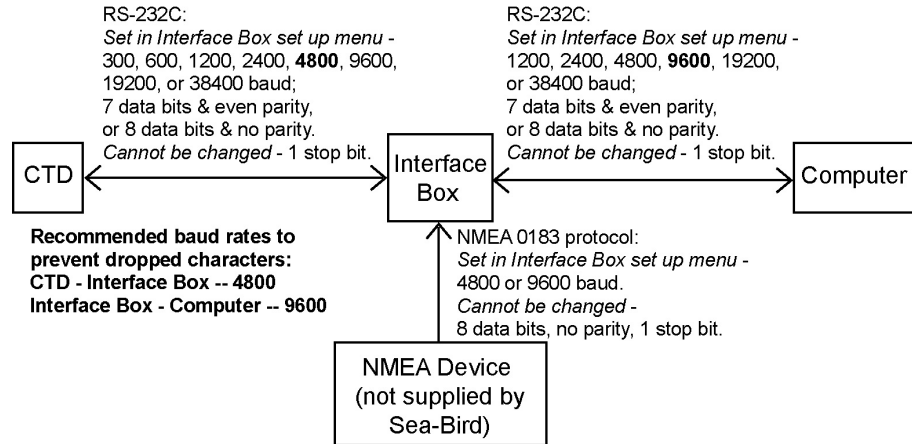 RS-232C:
Set in Interface Box set up menu -
300, 600, 1200, 2400, 4800, 9600,
19200, or 38400 baud;
7 data bits & even parity,
or 8 data bits & no parity.
Cannot be changed - 1 stop bit.
RS-232C:
Set in Interface Box set up menu -
1200, 2400, 4800, 9600, 19200
or 38400 baud;
7 data bits & even parity,
or 8 data bits & no parity.
Cannot be changed - 1 stop bit.
CTD
Interface
Box
Computer
Recommended baud rates to
prevent dropped characters:
CTD - Interface Box -- 4800
Interface Box - Computer -- 9600
NMEA 0183 protocol:
Set in Interface Box set up menu -
4800 or 9600 baud.
Cannot be changed -
8 data bits, no parity, 1 stop bit.
NMEA Device
(not supplied by
Sea-Bird)